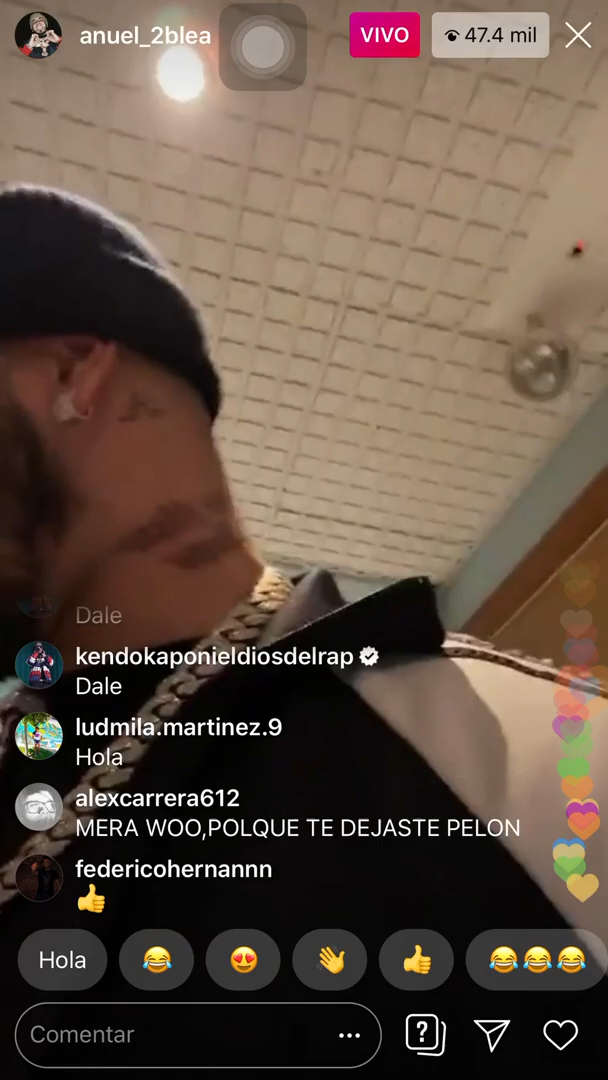 anuel_2blea
VIVO
47.4 mil
Dale
kendokaponieldiosdelrap
Dale
ludmila.martinez.9
Hola
alexcarrera612
MERA WOO,POLQUE TE DEJASTE PELON
federicohernannn
👍
Hola
😂
😍
👋
👍
😂😂😂
Comentar